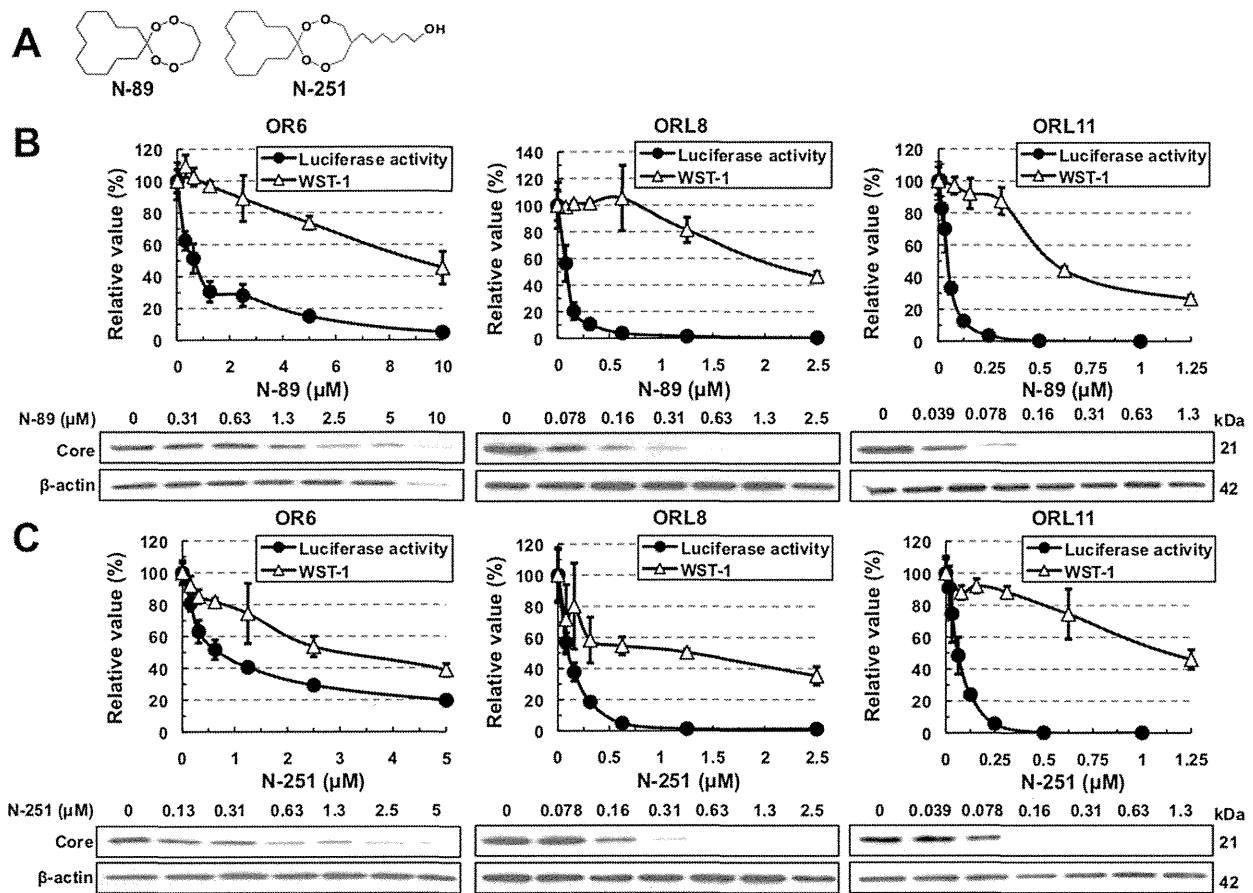 A
O-O
O-O
N-89
O-O
O-O
OH
N-251
B
OR6
ORL8
ORL11
Relative value (%)
120
100
80
60
40
20
0
Luciferase activity
WST-1
0 2 4 6 8 10
N-89 (µM)
Relative value (%)
140
120
100
80
60
40
20
0
Luciferase activity
WST-1
0 0.5 1 1.5 2 2.5
N-89 (µM)
Relative value (%)
120
100
80
60
40
20
0
Luciferase activity
WST-1
0 0.25 0.5 0.75 1 1.25
N-89 (µM)
N-89 (µM) 0 0.31 0.63 1.3 2.5 5 10 0 0.078 0.16 0.31 0.63 1.3 2.5 0 0.039 0.078 0.16 0.31 0.63 1.3 kDa
Core 21
β-actin 42
C
OR6
ORL8
ORL11
Relative value (%)
120
100
80
60
40
20
0
Luciferase activity
WST-1
0 1 2 3 4 5
N-251 (µM)
Relative value (%)
120
100
80
60
40
20
0
Luciferase activity
WST-1
0 0.5 1 1.5 2 2.5
N-251 (µM)
Relative value (%)
120
100
80
60
40
20
0
Luciferase activity
WST-1
0 0.25 0.5 0.75 1 1.25
N-251 (µM)
N-251 (µM) 0 0.13 0.31 0.63 1.3 2.5 5 0 0.078 0.16 0.31 0.63 1.3 2.5 0 0.039 0.078 0.16 0.31 0.63 1.3 kDa
Core 21
β-actin 42